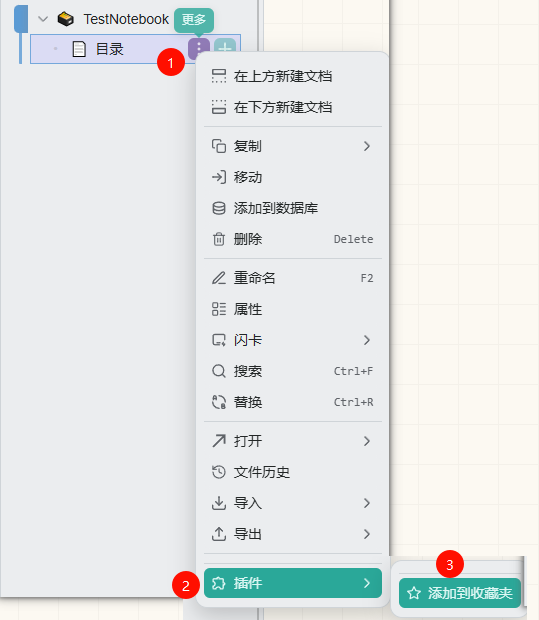 TestNotebook 更多
目录
1
在上方新建文档
在下方新建文档
复制
移动
添加到数据库
删除 Delete
重命名 F2
属性
闪卡
搜索 Ctrl+F
替换 Ctrl+R
打开
文件历史
导入
导出
3
2 插件
添加到收藏夹